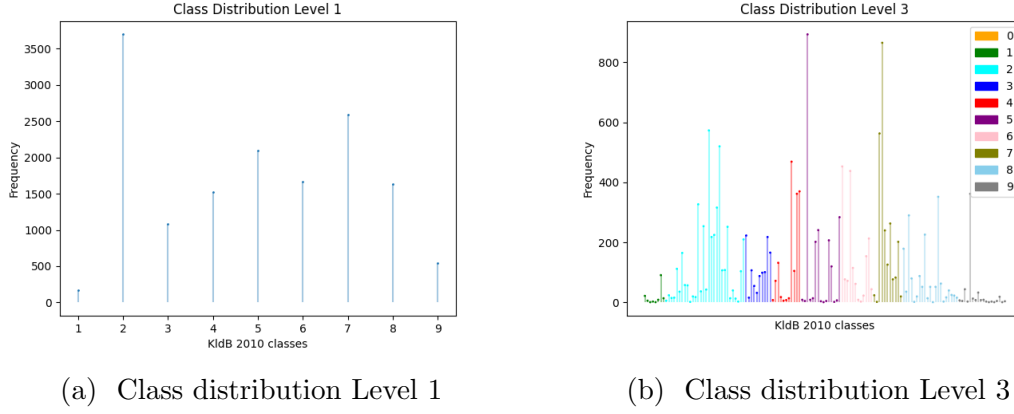 Class Distribution Level 1
3500
3000
2500
2000
1500
1000
500
0
Frequency
1 2 3 4 5 6 7 8 9
KldB 2010 classes
(a) Class distribution Level 1
Class Distribution Level 3
800
600
400
200
0
Frequency
0
1
2
3
4
5
6
7
8
9
KldB 2010 classes
(b) Class distribution Level 3